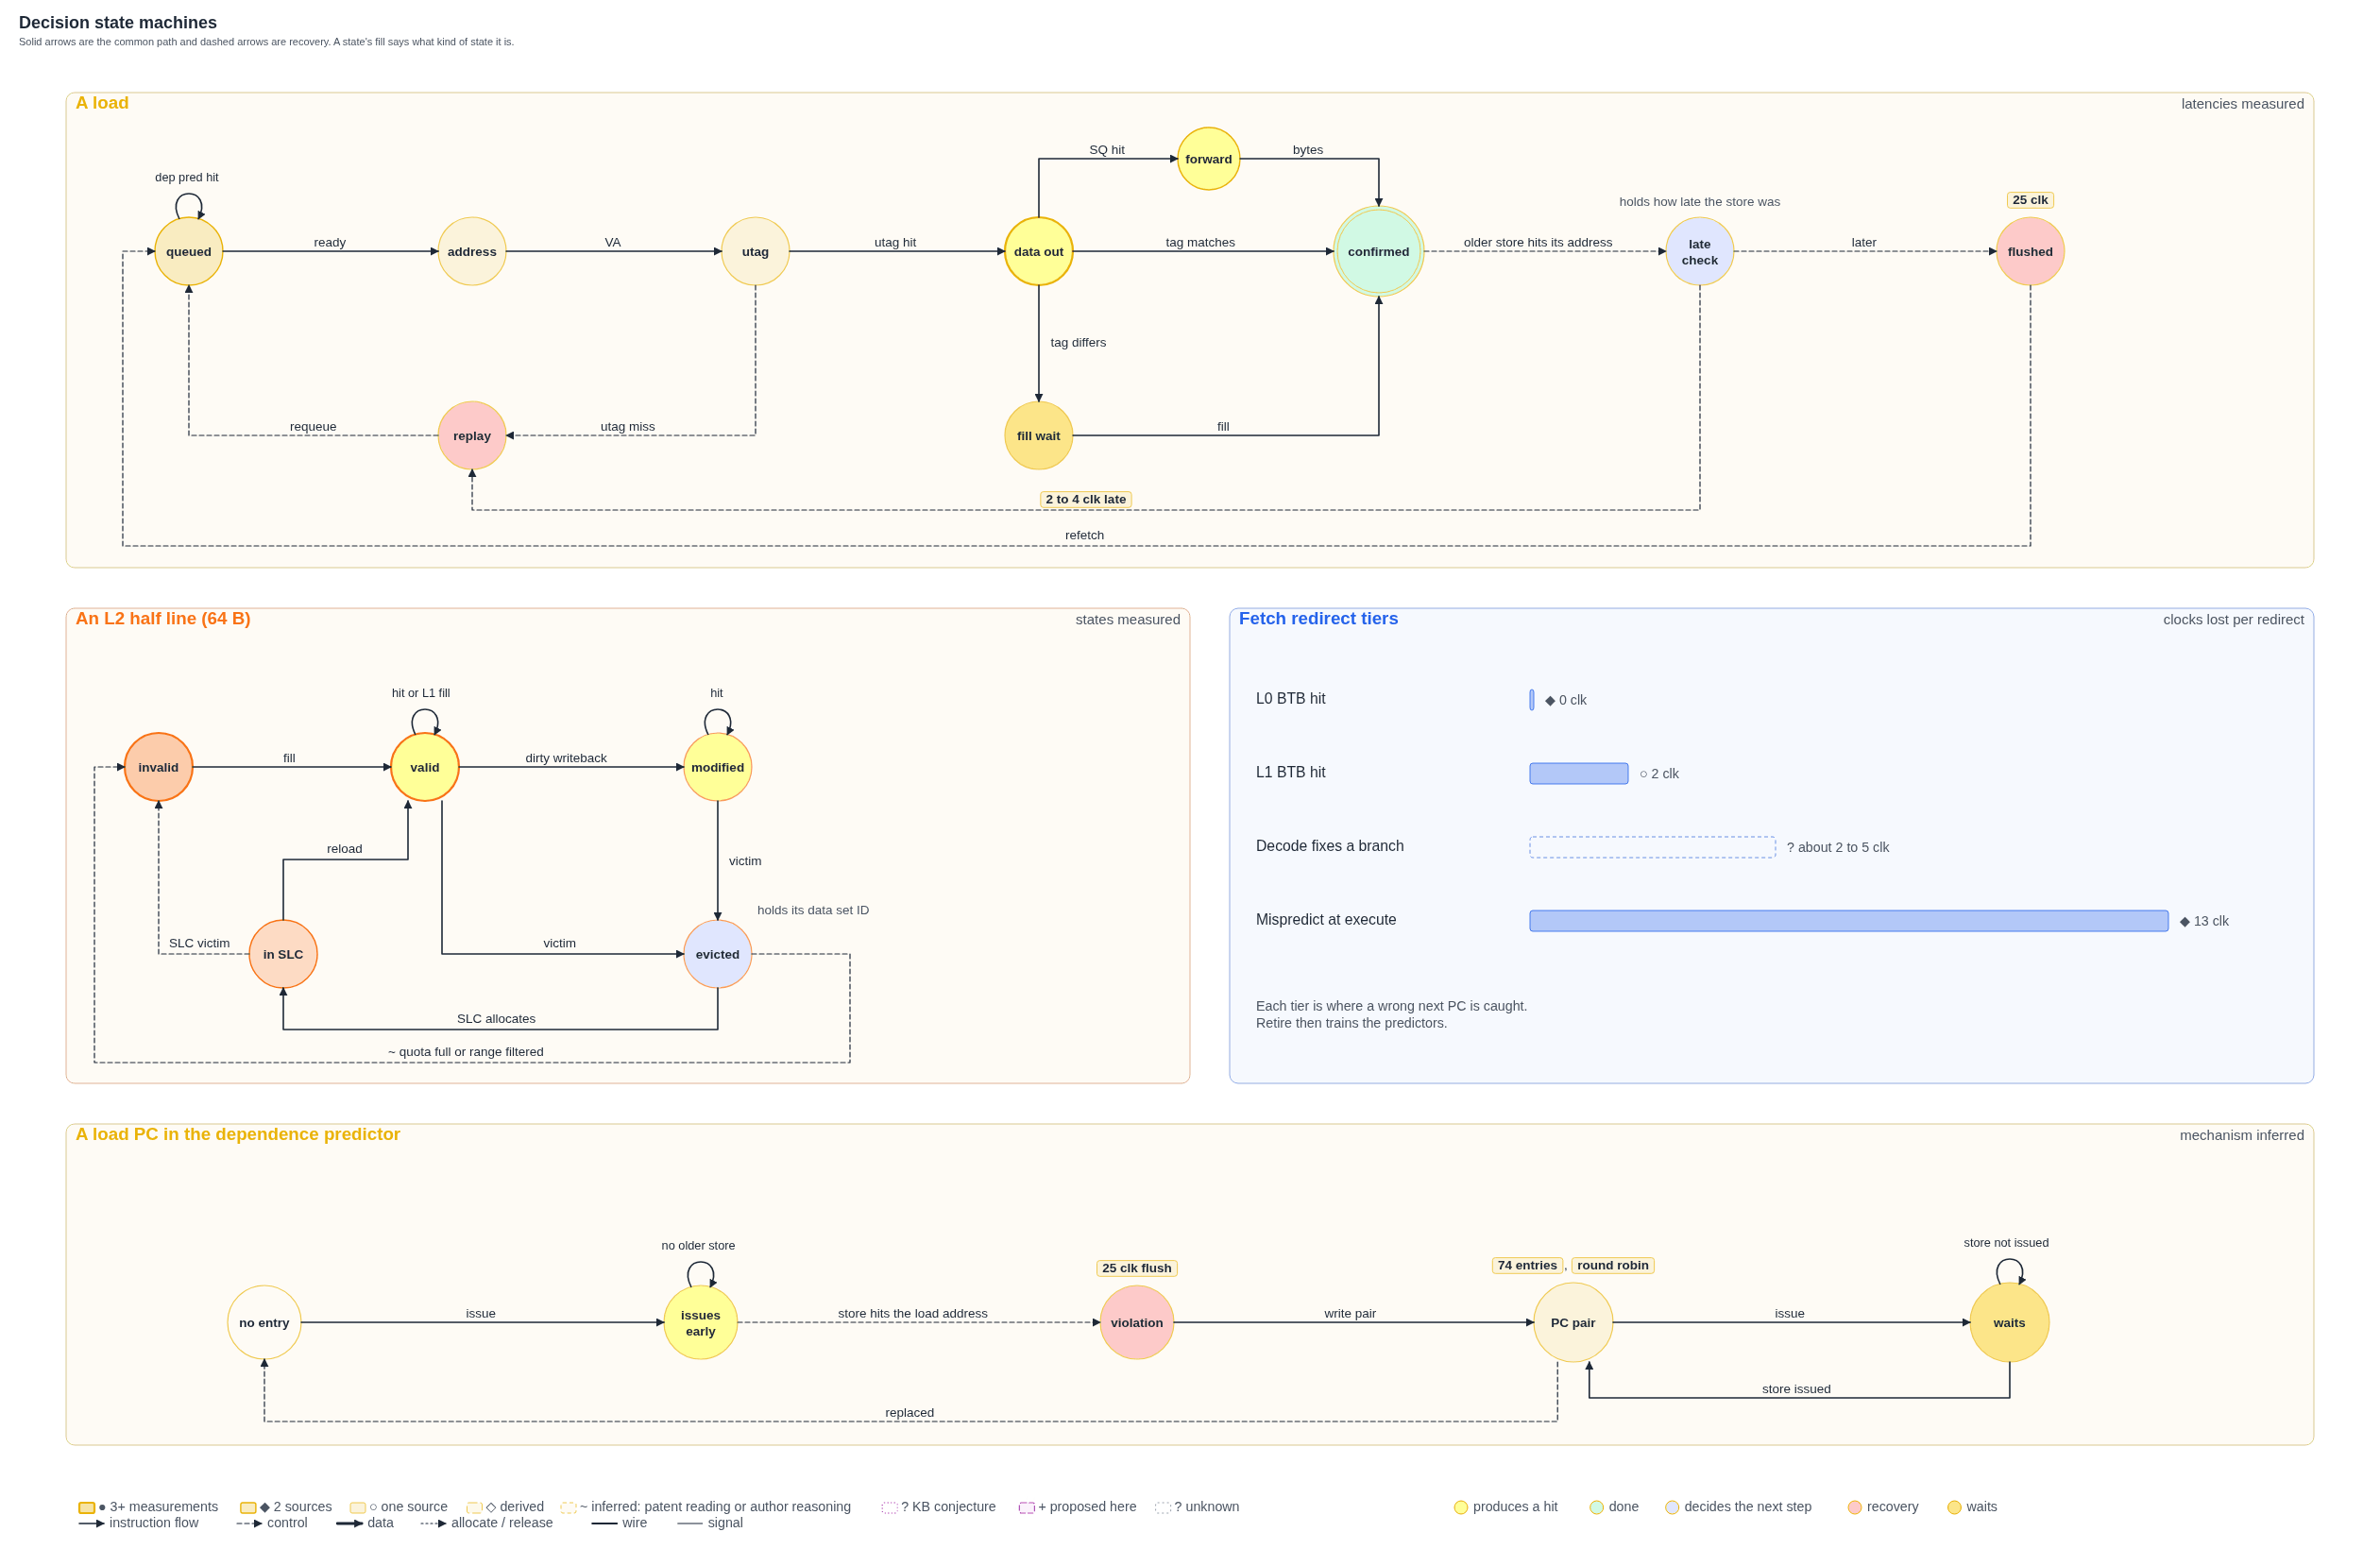 Decision state machines
Solid arrows are the common path and dashed arrows are recovery. A state's fill says what kind of state it is.
A load
latencies measured
SQ hit
forward
bytes
dep pred hit
holds how late the store was
25 clk
queued
ready
address
VA
utag
utag hit
data out
tag matches
confirmed
older store hits its address
late
check
later
flushed
tag differs
requeue
replay
utag miss
fill wait
fill
2 to 4 clk late
refetch
An L2 half line (64 B)
states measured
hit or L1 fill
hit
invalid
fill
valid
dirty writeback
modified
reload
victim
holds its data set ID
SLC victim
in SLC
victim
evicted
SLC allocates
~ quota full or range filtered
Fetch redirect tiers
clocks lost per redirect
L0 BTB hit
◆ 0 clk
L1 BTB hit
○ 2 clk
Decode fixes a branch
? about 2 to 5 clk
Mispredict at execute
◆ 13 clk
Each tier is where a wrong next PC is caught.
Retire then trains the predictors.
A load PC in the dependence predictor
mechanism inferred
no older store
25 clk flush
74 entries, round robin
store not issued
no entry
issue
issues
early
store hits the load address
violation
write pair
PC pair
issue
waits
store issued
replaced
● 3+ measurements
◆ 2 sources
○ one source
◇ derived
~ inferred: patent reading or author reasoning
? KB conjecture
+ proposed here
? unknown
produces a hit
done
decides the next step
recovery
waits
instruction flow
control
data
allocate / release
wire
signal